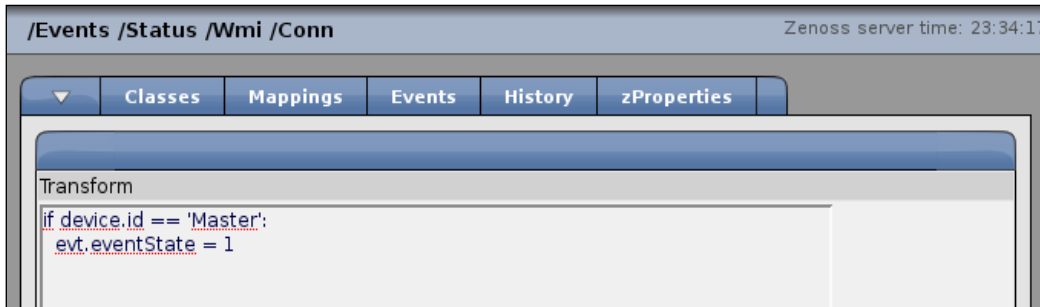 /Events /Status /Wmi /Conn
Zenoss server time: 23:34:17
Classes Mappings Events History zProperties
Transform
if device.id == 'Master':
  evt.eventState = 1